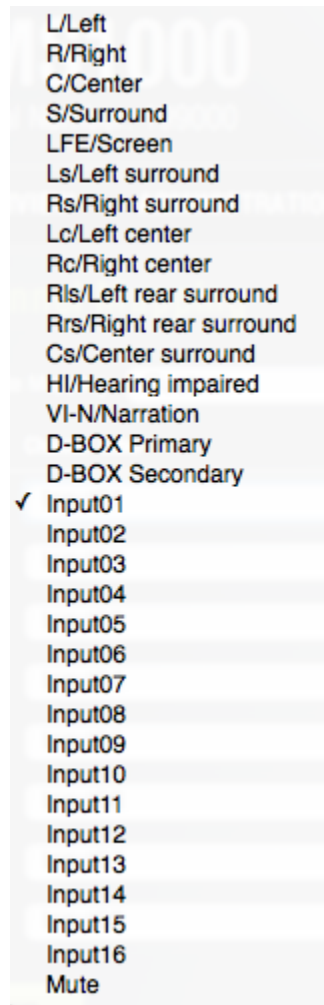 L/Left
R/Right
C/Center
S/Surround
LFE/Screen
Ls/Left surround
Rs/Right surround
Lc/Left center
Rc/Right center
Rls/Left rear surround
Rrs/Right rear surround
Cs/Center surround
HI/Hearing impaired
VI-N/Narration
D-BOX Primary
D-BOX Secondary
✓ Input01
Input02
Input03
Input04
Input05
Input06
Input07
Input08
Input09
Input10
Input11
Input12
Input13
Input14
Input15
Input16
Mute